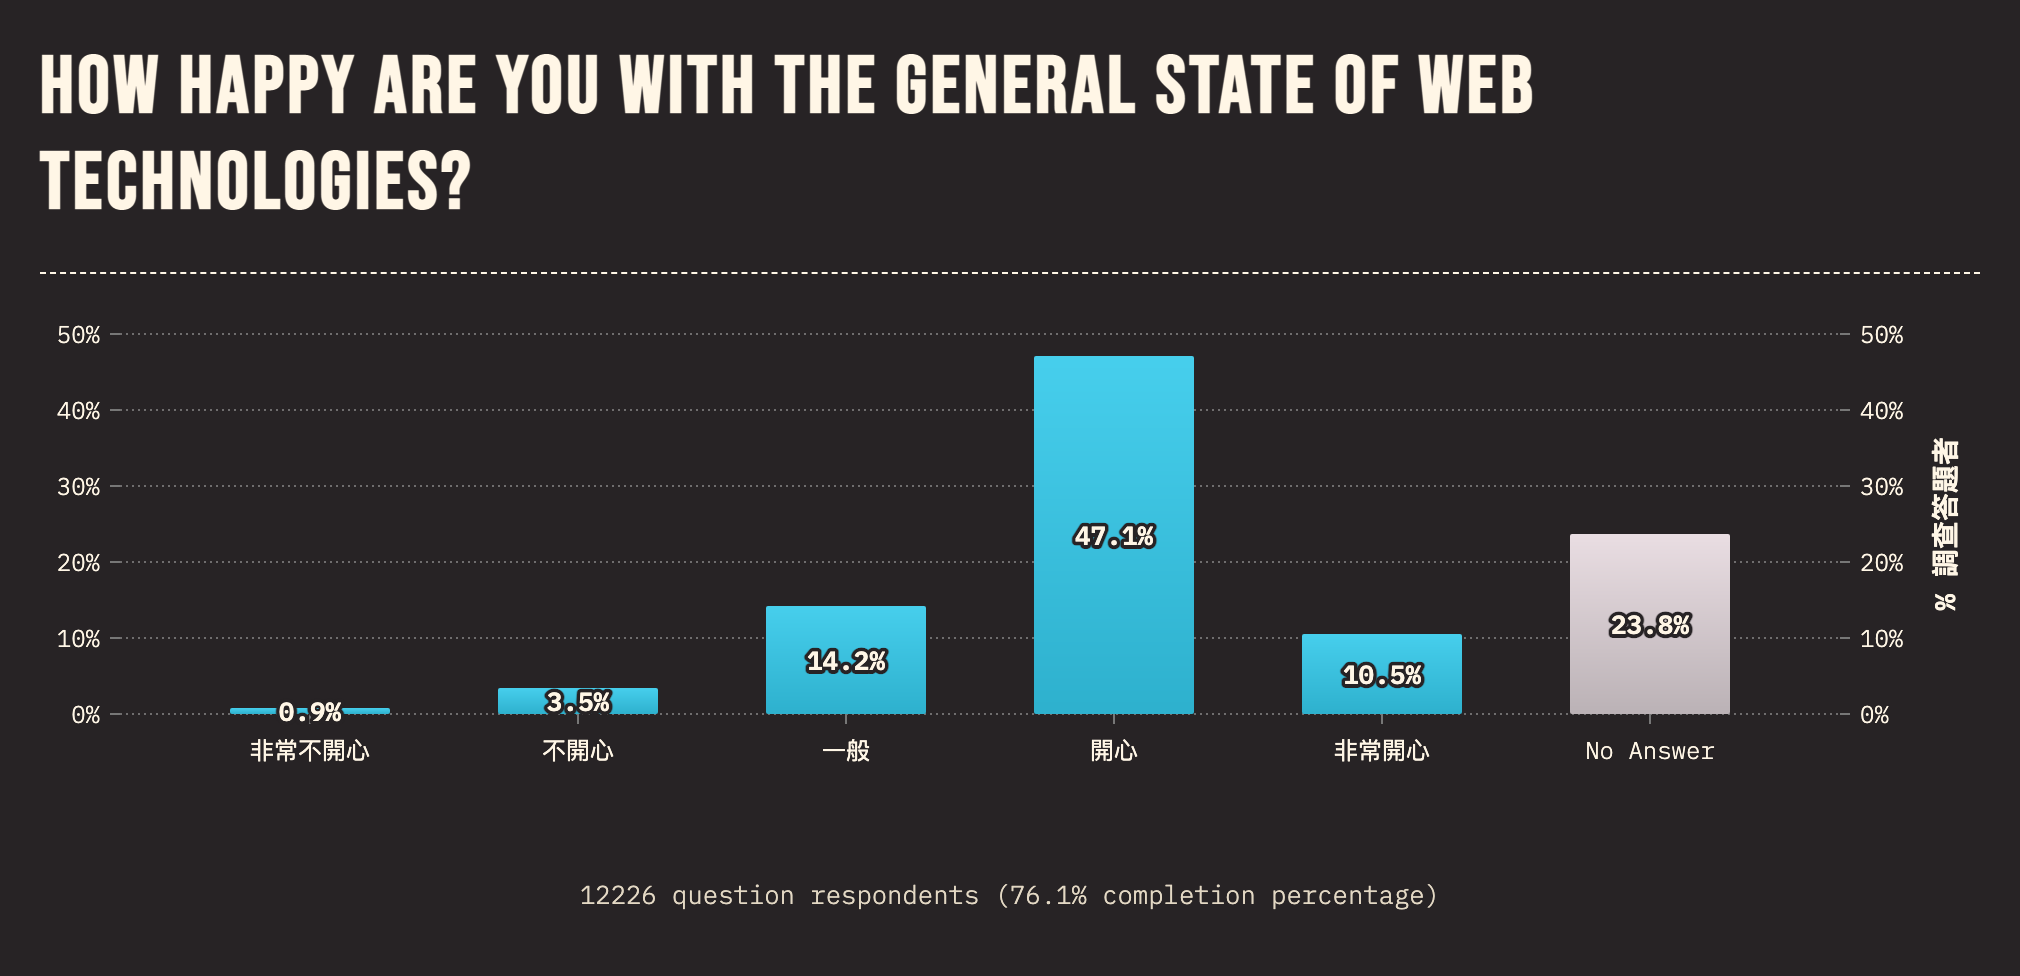 HOW HAPPY ARE YOU WITH THE GENERAL STATE OF WEB
TECHNOLOGIES?
50%
40%
30%
20%
10%
0%
0.9%
3.5%
14.2%
47.1%
10.5%
23.8%
非常不開心
不開心
一般
開心
非常開心
No Answer
50%
40%
30%
20%
10%
0%
% 調查答題者
12226 question respondents (76.1% completion percentage)